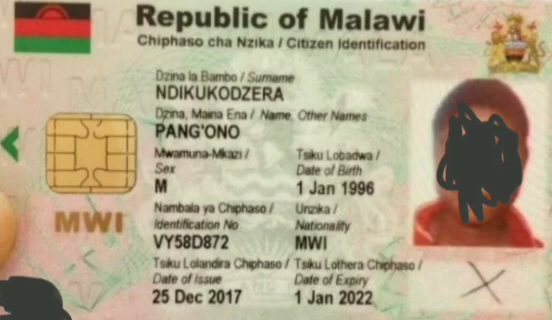 Republic of Malawi
Chiphaso cha Nzika / Citizen Identification
Dzina la Bambo / Surname
NDIKUKODZERA
Dzina, Maina Ena / Name, Other Names
PANG'ONO
Mwamuna-Mkazi / Tsiku Lobadwa /
Sex Date of Birth
M 1 Jan 1996
Nambala ya Chiphaso / Unzika /
Identification No Nationality
VY58D872 MWI
Tsiku Lolandira Chiphaso / Tsiku Lothera Chiphaso /
Date of Issue Date of Expiry
25 Dec 2017 1 Jan 2022
MWI